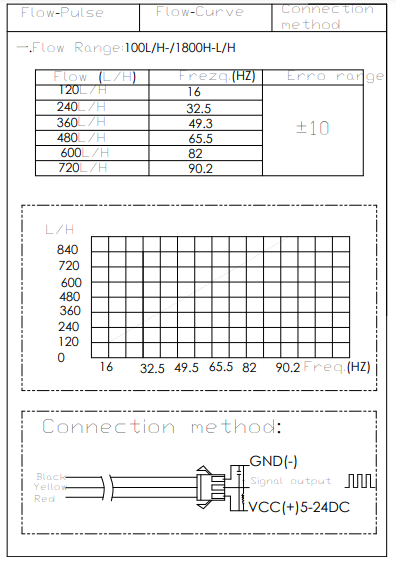 Flow-Pulse Flow-Curve Connection method
一.Flow Range:100L/H-/1800H-L/H
Flow (L/H) Frezq.(HZ) Erro range
120L/H 16
240L/H 32.5
360L/H 49.3
±10
480L/H 65.5
600L/H 82
720L/H 90.2
L/H
840
720
600
480
360
240
120
0
16 32.5 49.5 65.5 82 90.2 Freq.(HZ)
Connection method:
GND(-)
Black
Yellow
Signal output
Red
VCC(+)5-24DC